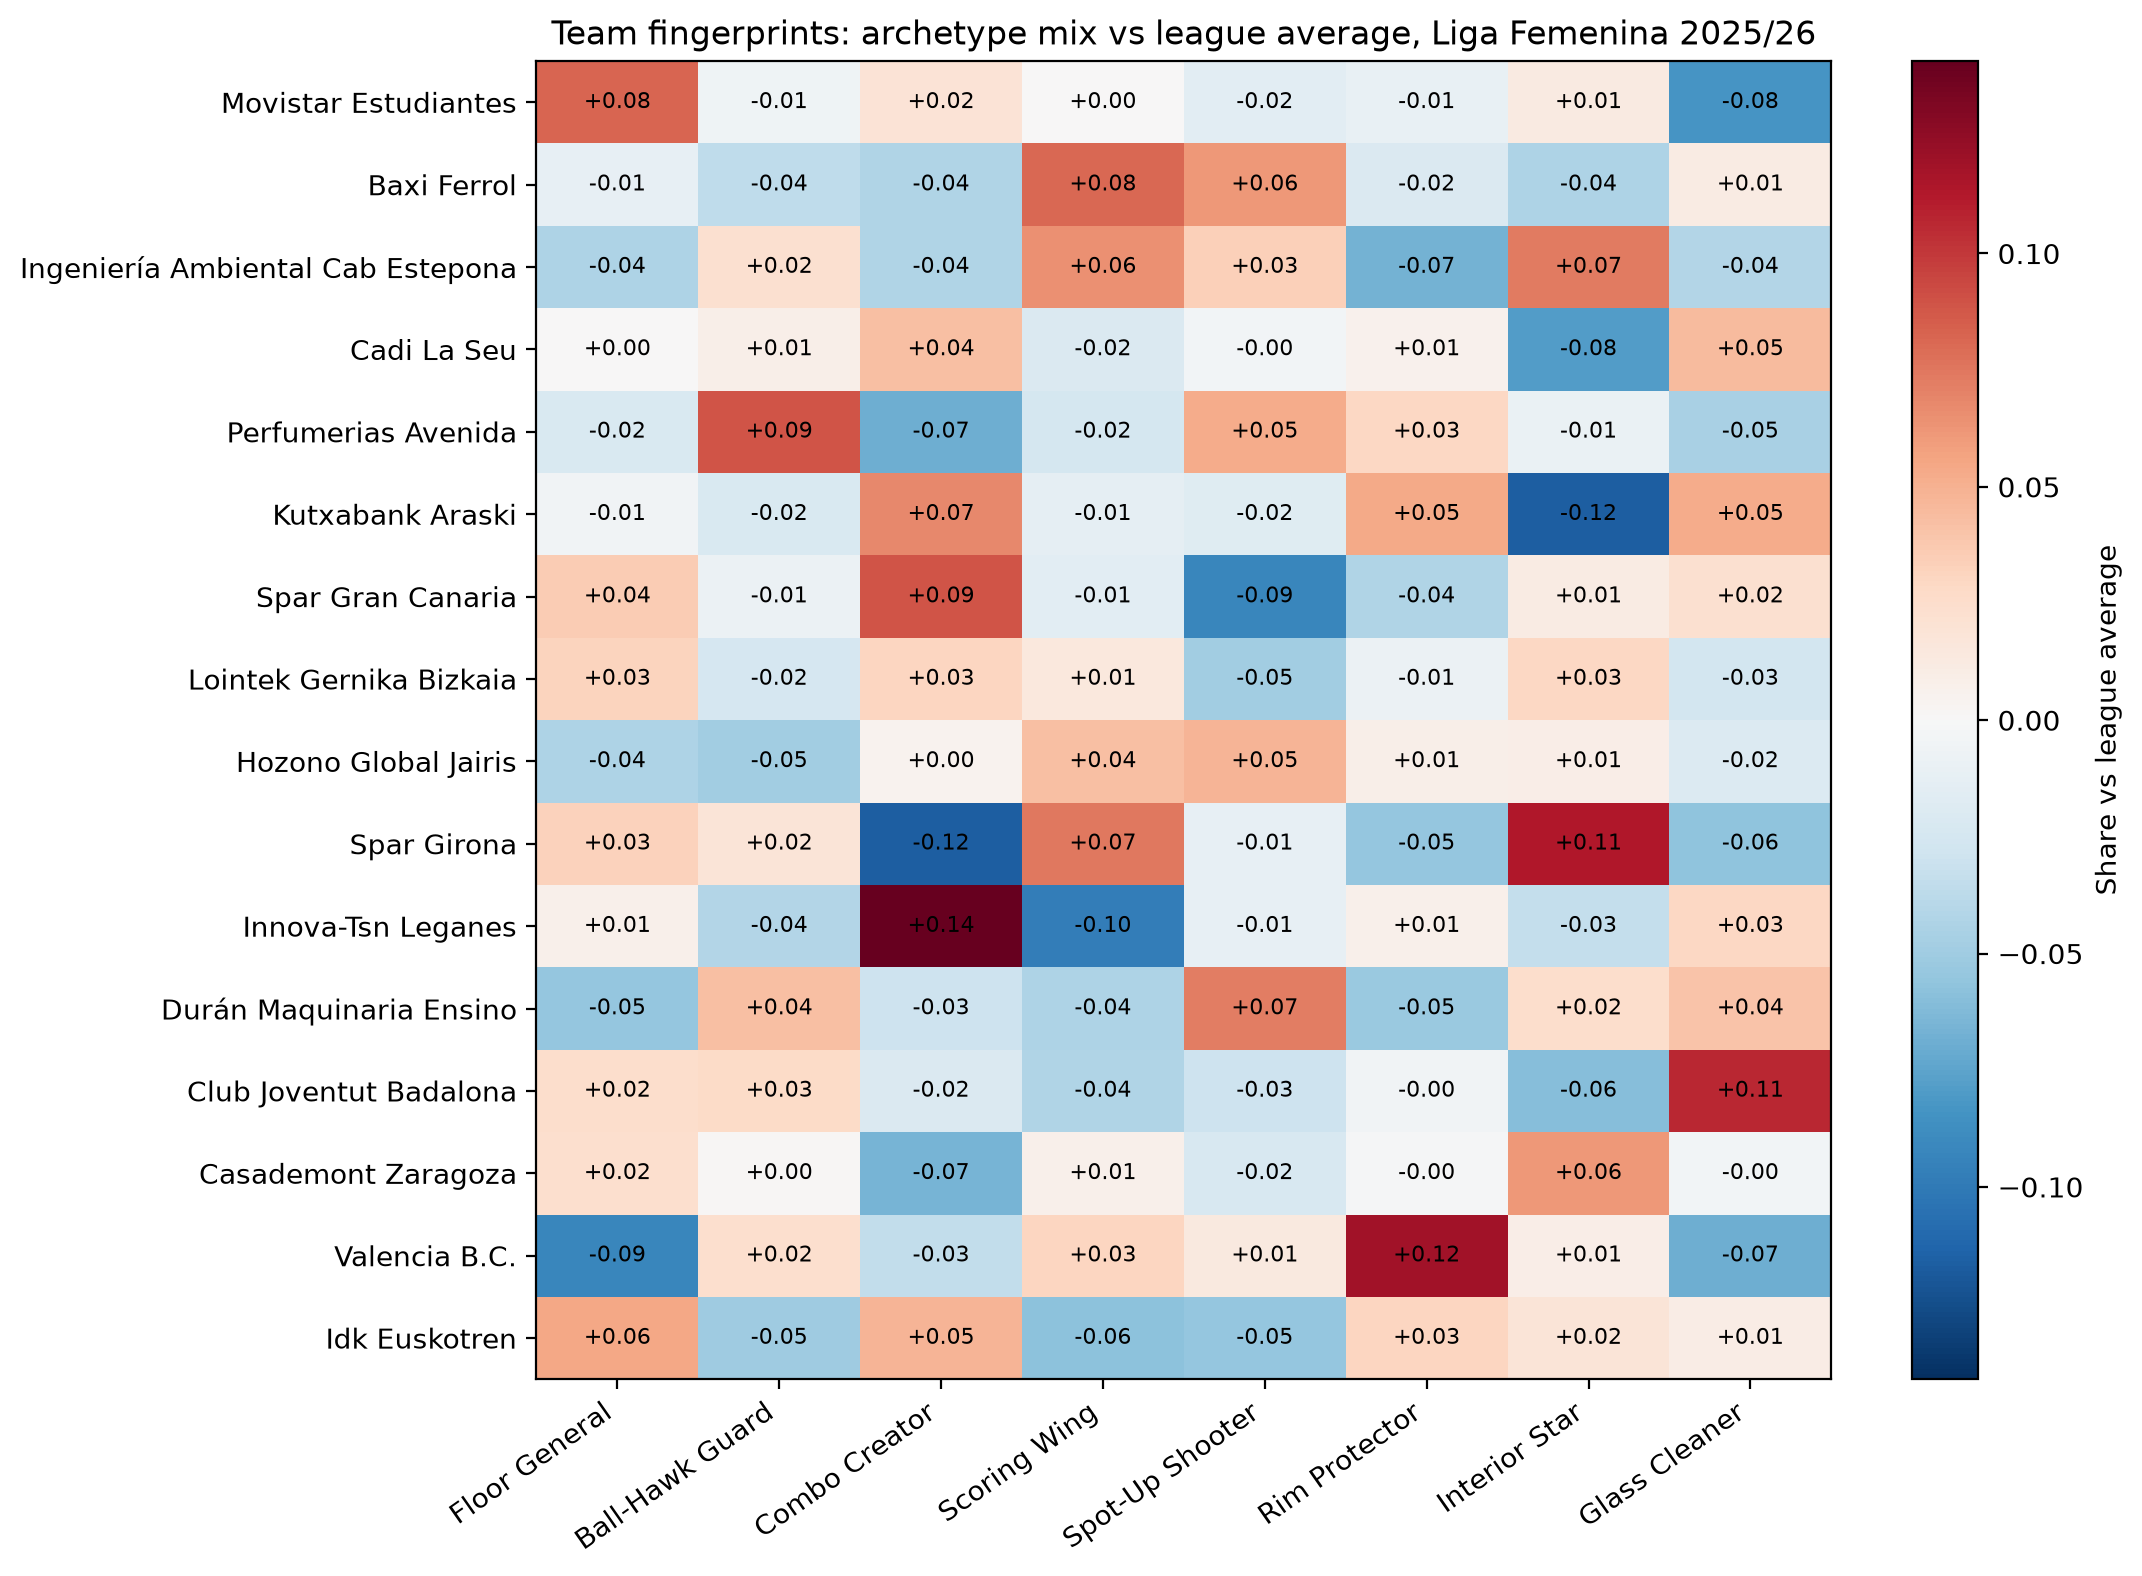 Team fingerprints: archetype mix vs league average, Liga Femenina 2025/26
Movistar Estudiantes +0.08 -0.01 +0.02 +0.00 -0.02 -0.01 +0.01 -0.08
Baxi Ferrol -0.01 -0.04 -0.04 +0.08 +0.06 -0.02 -0.04 +0.01
Ingeniería Ambiental Cab Estepona -0.04 +0.02 -0.04 +0.06 +0.03 -0.07 +0.07 -0.04
Cadi La Seu +0.00 +0.01 +0.04 -0.02 -0.00 +0.01 -0.08 +0.05
Perfumerias Avenida -0.02 +0.09 -0.07 -0.02 +0.05 +0.03 -0.01 -0.05
Kutxabank Araski -0.01 -0.02 +0.07 -0.01 -0.02 +0.05 -0.12 +0.05
Spar Gran Canaria +0.04 -0.01 +0.09 -0.01 -0.09 -0.04 +0.01 +0.02
Lointek Gernika Bizkaia +0.03 -0.02 +0.03 +0.01 -0.05 -0.01 +0.03 -0.03
Hozono Global Jairis -0.04 -0.05 +0.00 +0.04 +0.05 +0.01 +0.01 -0.02
Spar Girona +0.03 +0.02 -0.12 +0.07 -0.01 -0.05 +0.11 -0.06
Innova-Tsn Leganes +0.01 -0.04 +0.14 -0.10 -0.01 +0.01 -0.03 +0.03
Durán Maquinaria Ensino -0.05 +0.04 -0.03 -0.04 +0.07 -0.05 +0.02 +0.04
Club Joventut Badalona +0.02 +0.03 -0.02 -0.04 -0.03 -0.00 -0.06 +0.11
Casademont Zaragoza +0.02 +0.00 -0.07 +0.01 -0.02 -0.00 +0.06 -0.00
Valencia B.C. -0.09 +0.02 -0.03 +0.03 +0.01 +0.12 +0.01 -0.07
Idk Euskotren +0.06 -0.05 +0.05 -0.06 -0.05 +0.03 +0.02 +0.01
Floor General
Ball-Hawk Guard
Combo Creator
Scoring Wing
Spot-Up Shooter
Rim Protector
Interior Star
Glass Cleaner
0.10
0.05
0.00
−0.05
−0.10
Share vs league average